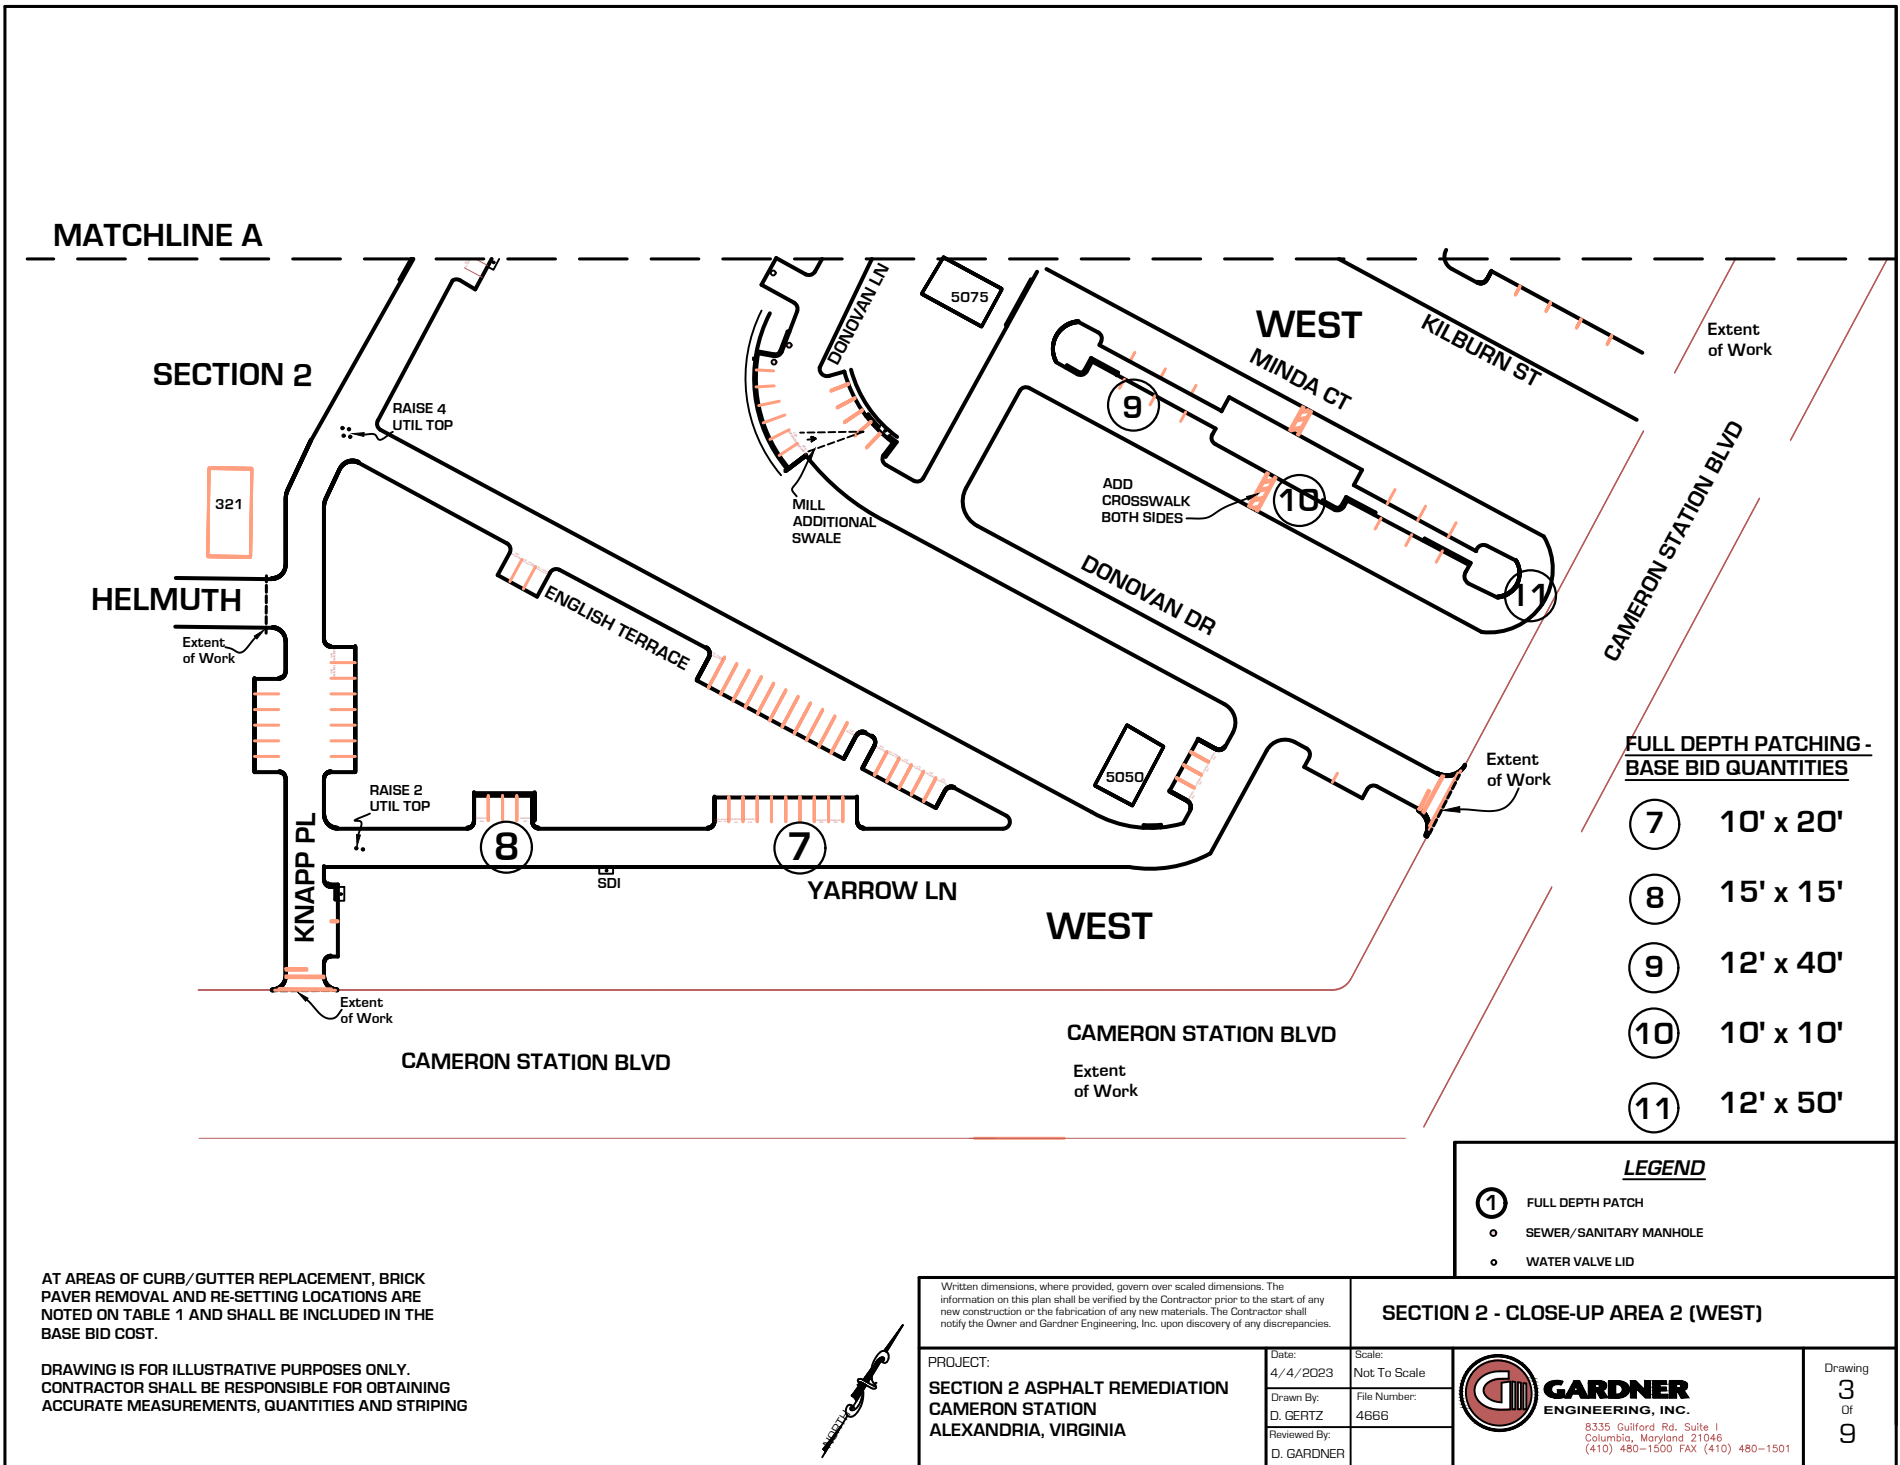 MATCHLINE A
SECTION 2
RAISE 4
UTIL TOP
321
HELMUTH
Extent
of Work
KNAPP PL
RAISE 2
UTIL TOP
ENGLISH TERRACE
8
7
SDI
YARROW LN
WEST
Extent
of Work
CAMERON STATION BLVD
CAMERON STATION BLVD
Extent
of Work
DONOVAN LN
5075
MILL
ADDITIONAL
SWALE
WEST
MINDA CT
KILBURN ST
9
10
11
ADD
CROSSWALK
BOTH SIDES
DONOVAN DR
5050
Extent
of Work
CAMERON STATION BLVD
Extent
of Work
FULL DEPTH PATCHING -
BASE BID QUANTITIES
7 10' x 20'
8 15' x 15'
9 12' x 40'
10 10' x 10'
11 12' x 50'
LEGEND
1 FULL DEPTH PATCH
SEWER/SANITARY MANHOLE
WATER VALVE LID
AT AREAS OF CURB/GUTTER REPLACEMENT, BRICK
PAVER REMOVAL AND RE-SETTING LOCATIONS ARE
NOTED ON TABLE 1 AND SHALL BE INCLUDED IN THE
BASE BID COST.
DRAWING IS FOR ILLUSTRATIVE PURPOSES ONLY.
CONTRACTOR SHALL BE RESPONSIBLE FOR OBTAINING
ACCURATE MEASUREMENTS, QUANTITIES AND STRIPING
NORTH
Written dimensions, where provided, govern over scaled dimensions. The
information on this plan shall be verified by the Contractor prior to the start of any
new construction or the fabrication of any new materials. The Contractor shall
notify the Owner and Gardner Engineering, Inc. upon discovery of any discrepancies.
SECTION 2 - CLOSE-UP AREA 2 (WEST)
PROJECT:
SECTION 2 ASPHALT REMEDIATION
CAMERON STATION
ALEXANDRIA, VIRGINIA
Date:
4/4/2023
Scale:
Not To Scale
Drawn By:
D. GERTZ
File Number:
4666
Reviewed By:
D. GARDNER
GARDNER
ENGINEERING, INC.
8335 Guilford Rd. Suite I
Columbia, Maryland 21046
(410) 480-1500 FAX (410) 480-1501
Drawing
3
Of
9